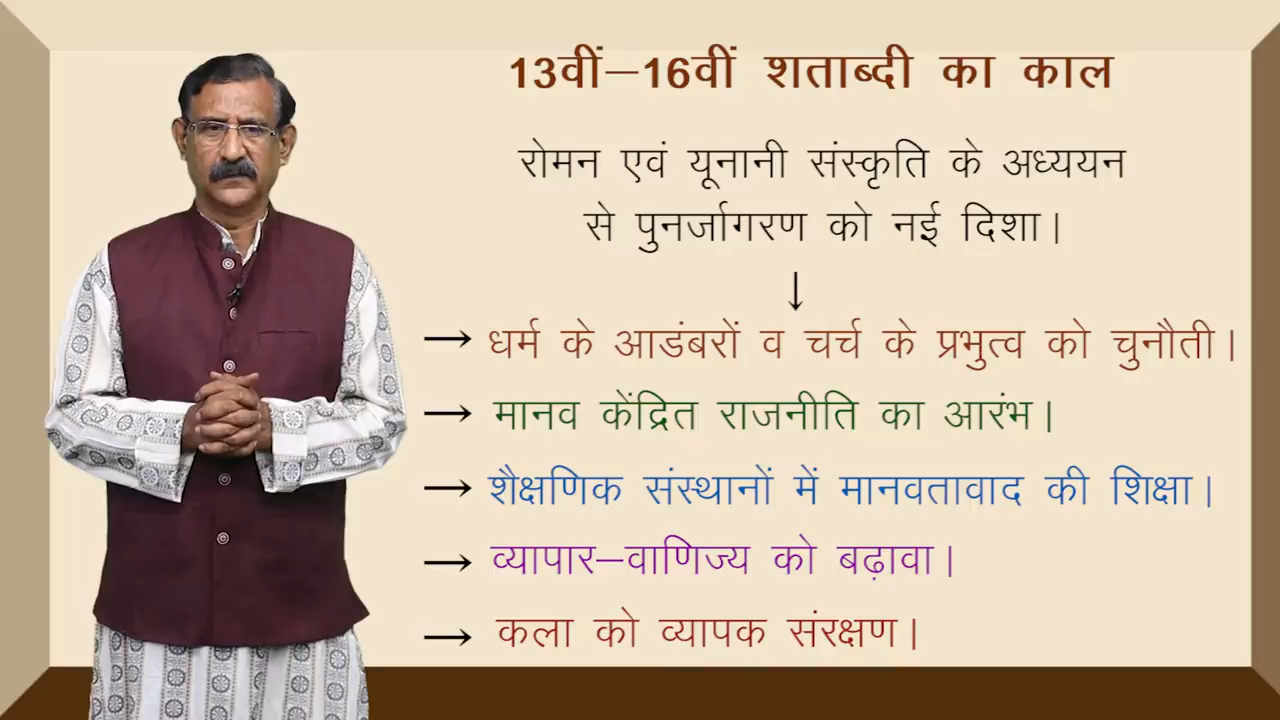 13वीं–16वीं शताब्दी का काल
रोमन एवं यूनानी संस्कृति के अध्ययन
से पुनर्जागरण को नई दिशा।
↓
→ धर्म के आडंबरों व चर्च के प्रभुत्व को चुनौती।
→ मानव केंद्रित राजनीति का आरंभ।
→ शैक्षणिक संस्थानों में मानवतावाद की शिक्षा।
→ व्यापार–वाणिज्य को बढ़ावा।
→ कला को व्यापक संरक्षण।